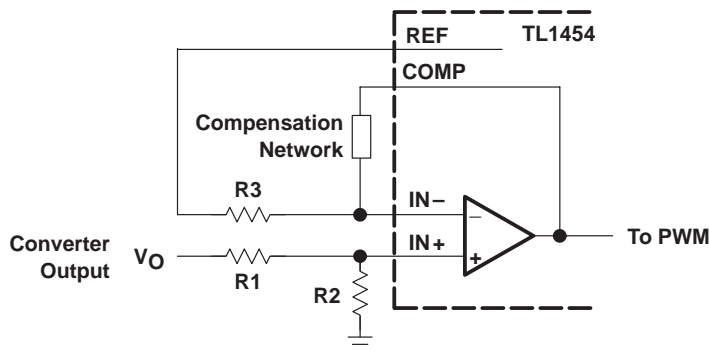 REF
TL1454
COMP
Compensation
Network
R3
IN−
−
Converter
Output
VO
R1
IN+
+
To PWM
R2